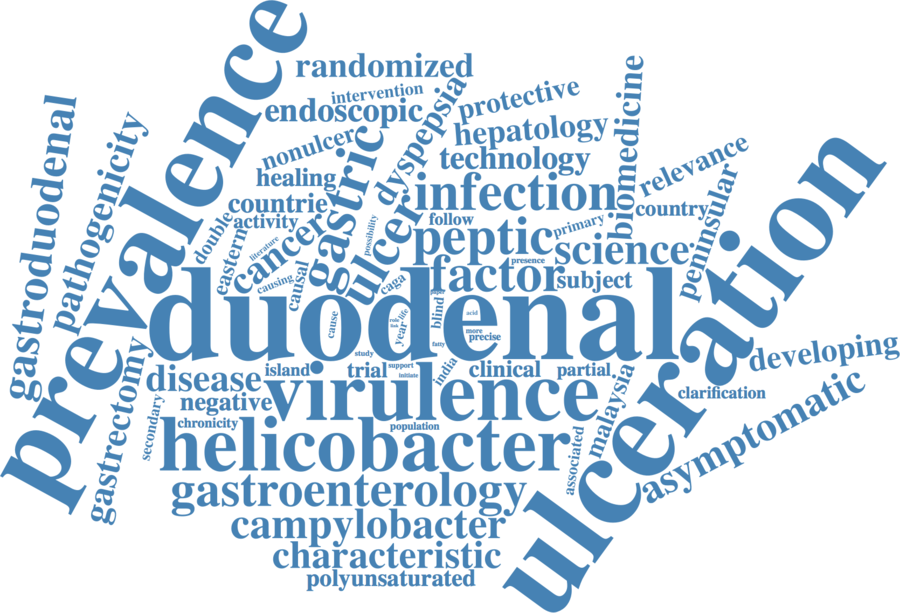 prevalence
randomized
intervention
endoscopic
dyspepsia
protective
biomedicine
gastroduodenal
pathogenicity
nonulcer
gastric
hepatology
technology
relevance
healing
infection
countrie
double
activity
cancer
ulcer
follow
primary
country
peninsular
eastern
literature
possibility
peptic
science
causing
causal
caga
factor
presence
subject
duodenal
ulceration
cause
year
life
role
link
blind
paper
acid
more
precise
fatty
study
gastrectomy
disease
island
trial
support
initiate
india
clinical
partial
developing
secondary
negative
virulence
malaysia
clarification
asymptomatic
chronicity
population
associated
helicobacter
gastroenterology
campylobacter
characteristic
polyunsaturated